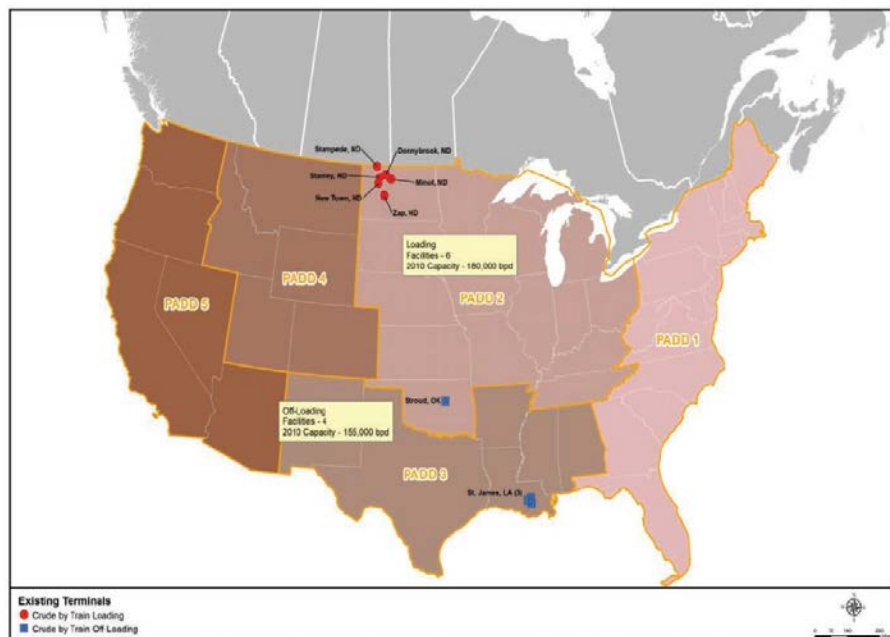 Stampede, ND
Donnybrook, ND
Stanley, ND
Minot, ND
New Town, ND
Zap, ND
Loading
Facilities - 6
2010 Capacity - 160,000 bpd
PADD 4
PADD 5
PADD 2
PADD 1
Stroud, OK
Off-Loading
Facilities - 4
2010 Capacity - 155,000 bpd
PADD 3
St. James, LA (3)
Existing Terminals
Crude by Train Loading
Crude by Train Off-Loading